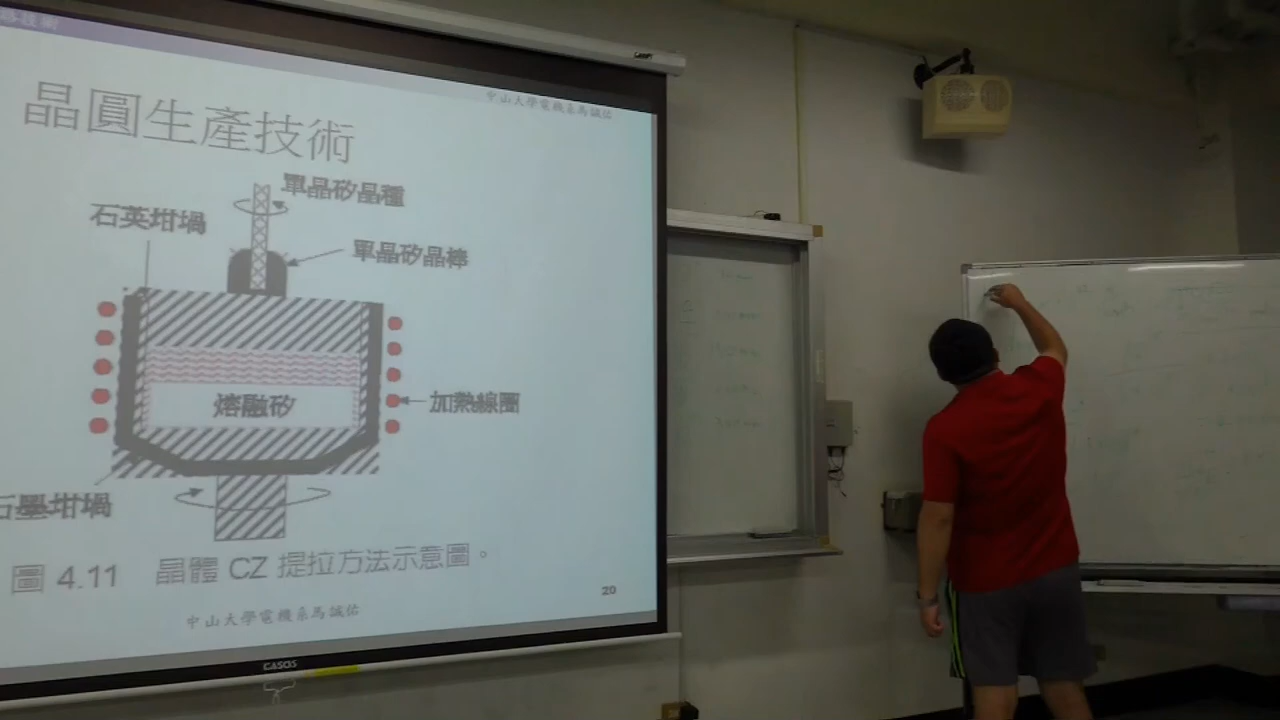 中山大學電機系馬誠佑
晶圓生產技術
單晶矽晶種
石英坩堝
單晶矽晶棒
熔融矽
加熱線圈
石墨坩堝
圖 4.11 晶體 CZ 提拉方法示意圖。
20
中山大學電機系馬誠佑
CASOS